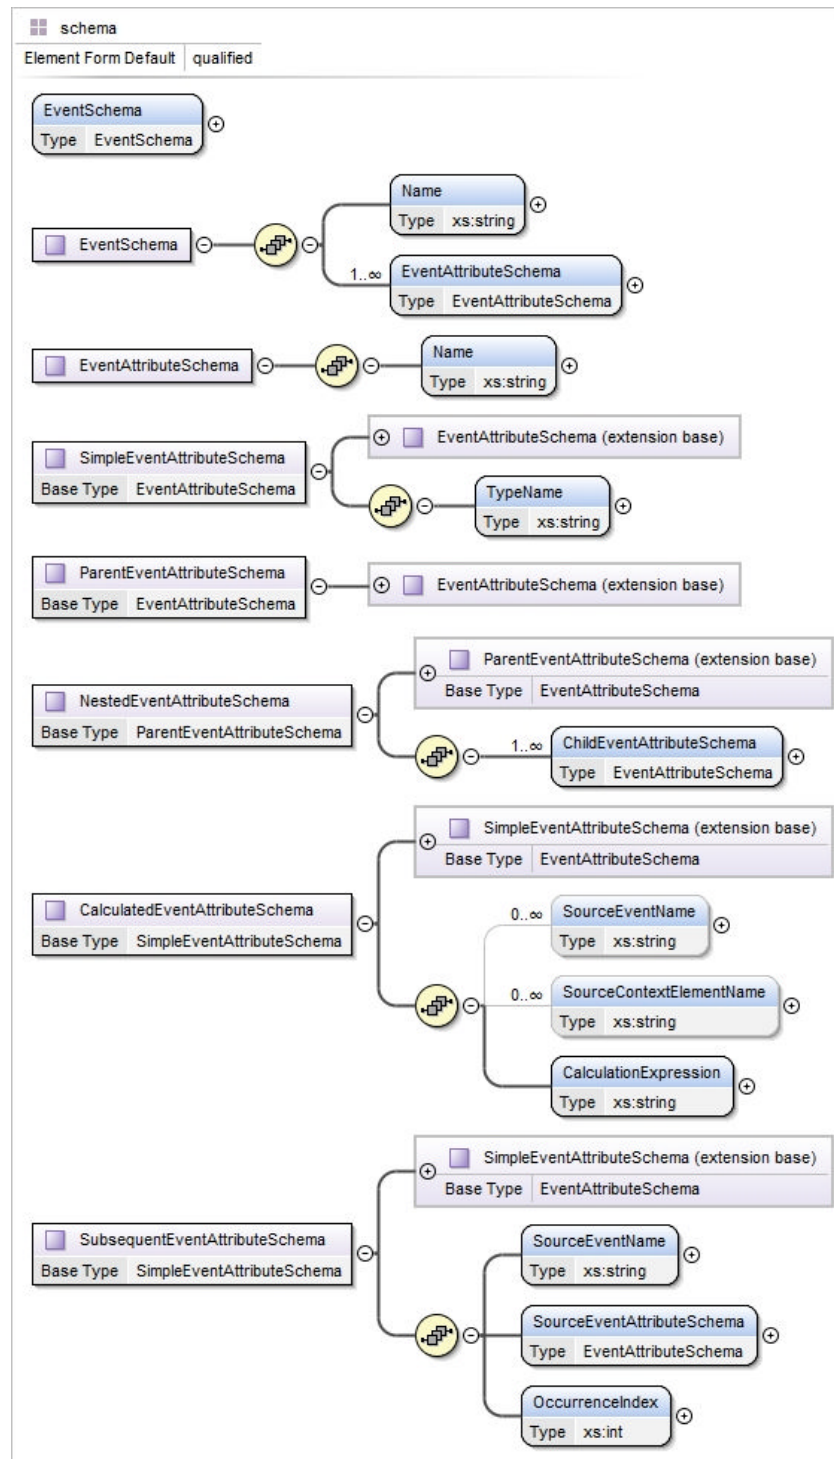 schema
Element Form Default qualified
EventSchema
Type EventSchema
EventSchema
Name
Type xs:string
1..∞
EventAttributeSchema
Type EventAttributeSchema
EventAttributeSchema
Name
Type xs:string
SimpleEventAttributeSchema
Base Type EventAttributeSchema
EventAttributeSchema (extension base)
TypeName
Type xs:string
ParentEventAttributeSchema
Base Type EventAttributeSchema
EventAttributeSchema (extension base)
NestedEventAttributeSchema
Base Type ParentEventAttributeSchema
ParentEventAttributeSchema (extension base)
Base Type EventAttributeSchema
1..∞
ChildEventAttributeSchema
Type EventAttributeSchema
CalculatedEventAttributeSchema
Base Type SimpleEventAttributeSchema
SimpleEventAttributeSchema (extension base)
Base Type EventAttributeSchema
0..∞
SourceEventName
Type xs:string
0..∞
SourceContextElementName
Type xs:string
CalculationExpression
Type xs:string
SubsequentEventAttributeSchema
Base Type SimpleEventAttributeSchema
SimpleEventAttributeSchema (extension base)
Base Type EventAttributeSchema
SourceEventName
Type xs:string
SourceEventAttributeSchema
Type EventAttributeSchema
OccurrenceIndex
Type xs:int